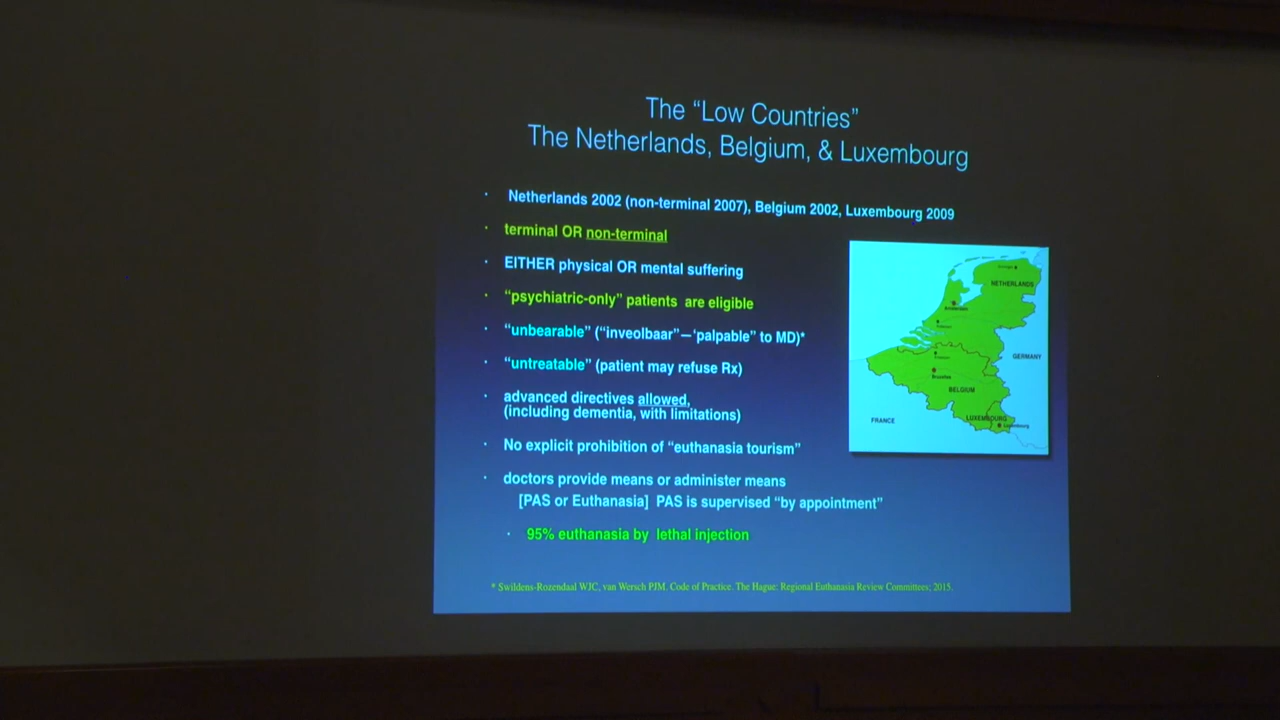 The “Low Countries”
The Netherlands, Belgium, & Luxembourg
· Netherlands 2002 (non-terminal 2007), Belgium 2002, Luxembourg 2009
· terminal OR non-terminal
· EITHER physical OR mental suffering
· “psychiatric-only” patients are eligible
· “unbearable” (“inveolbaar”—‘palpable” to MD)*
· “untreatable” (patient may refuse Rx)
· advanced directives allowed,
(including dementia, with limitations)
· No explicit prohibition of “euthanasia tourism”
· doctors provide means or administer means
[PAS or Euthanasia] PAS is supervised “by appointment”
· 95% euthanasia by lethal injection
* Swildens-Rozendaal WJC, van Wersch PJM. Code of Practice. The Hague: Regional Euthanasia Review Committees; 2015.
NETHERLANDS
Amsterdam
GERMANY
Brussels
BELGIUM
LUXEMBOURG
FRANCE
Luxembourg